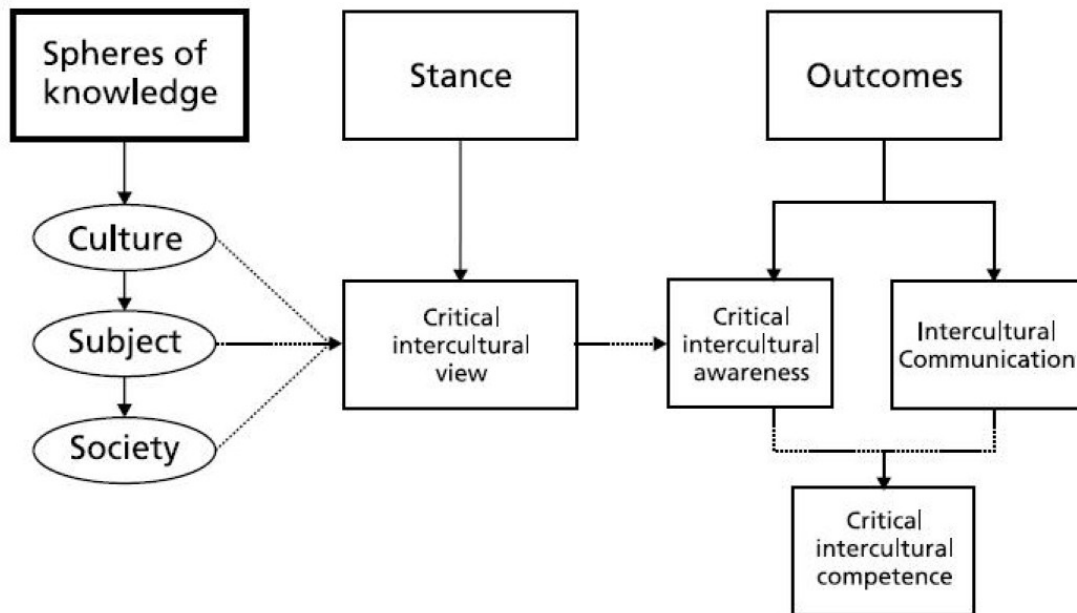 Spheres of
knowledge
Stance
Outcomes
Culture
Subject
Society
Critical
intercultural
view
Critical
intercultural
awareness
Intercultural
Communication
Critical
intercultural
competence